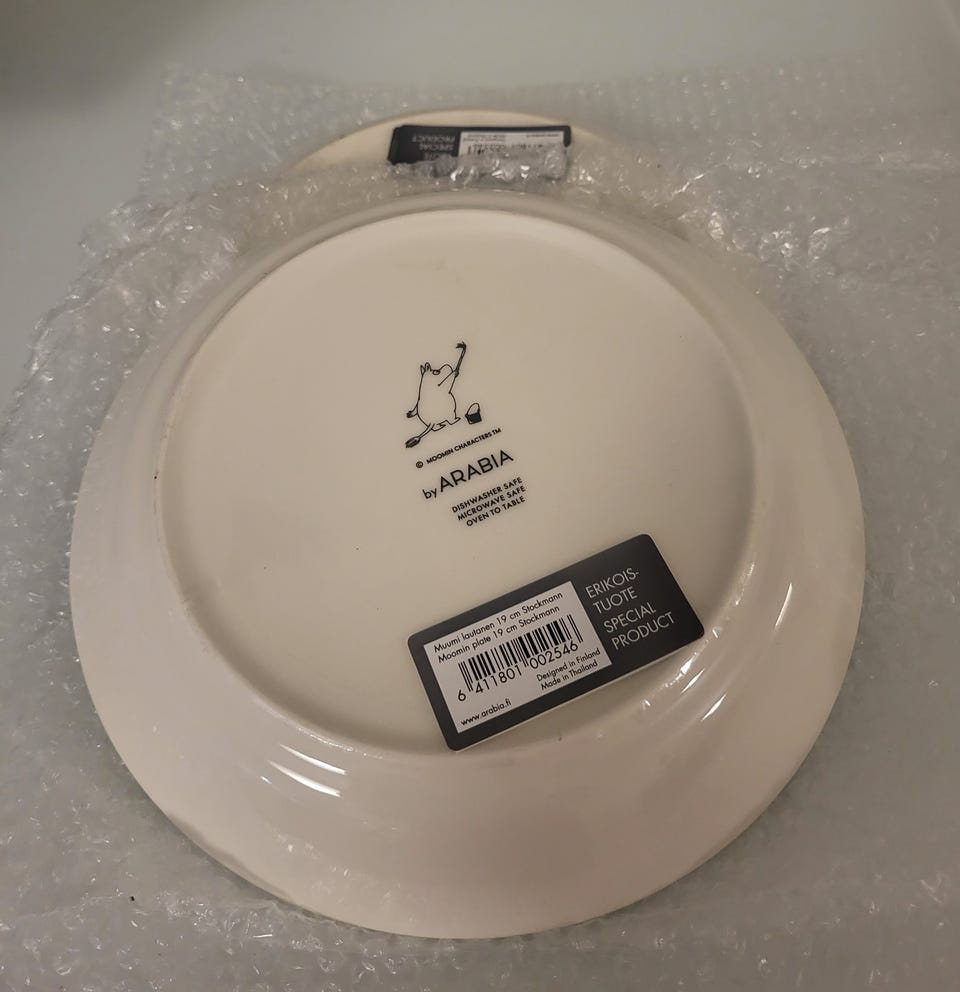 SPECIAL
PRODUCT
© MOOMIN CHARACTERS TM
by ARABIA
DISHWASHER SAFE
MICROWAVE SAFE
OVEN TO TABLE
Muumi lautanen 19 cm Stockmann
Moomin plate 19 cm Stockmann
6 411801 002546
Designed in Finland
Made in Thailand
www.arabia.fi
ERIKOIS-
TUOTE
SPECIAL
PRODUCT